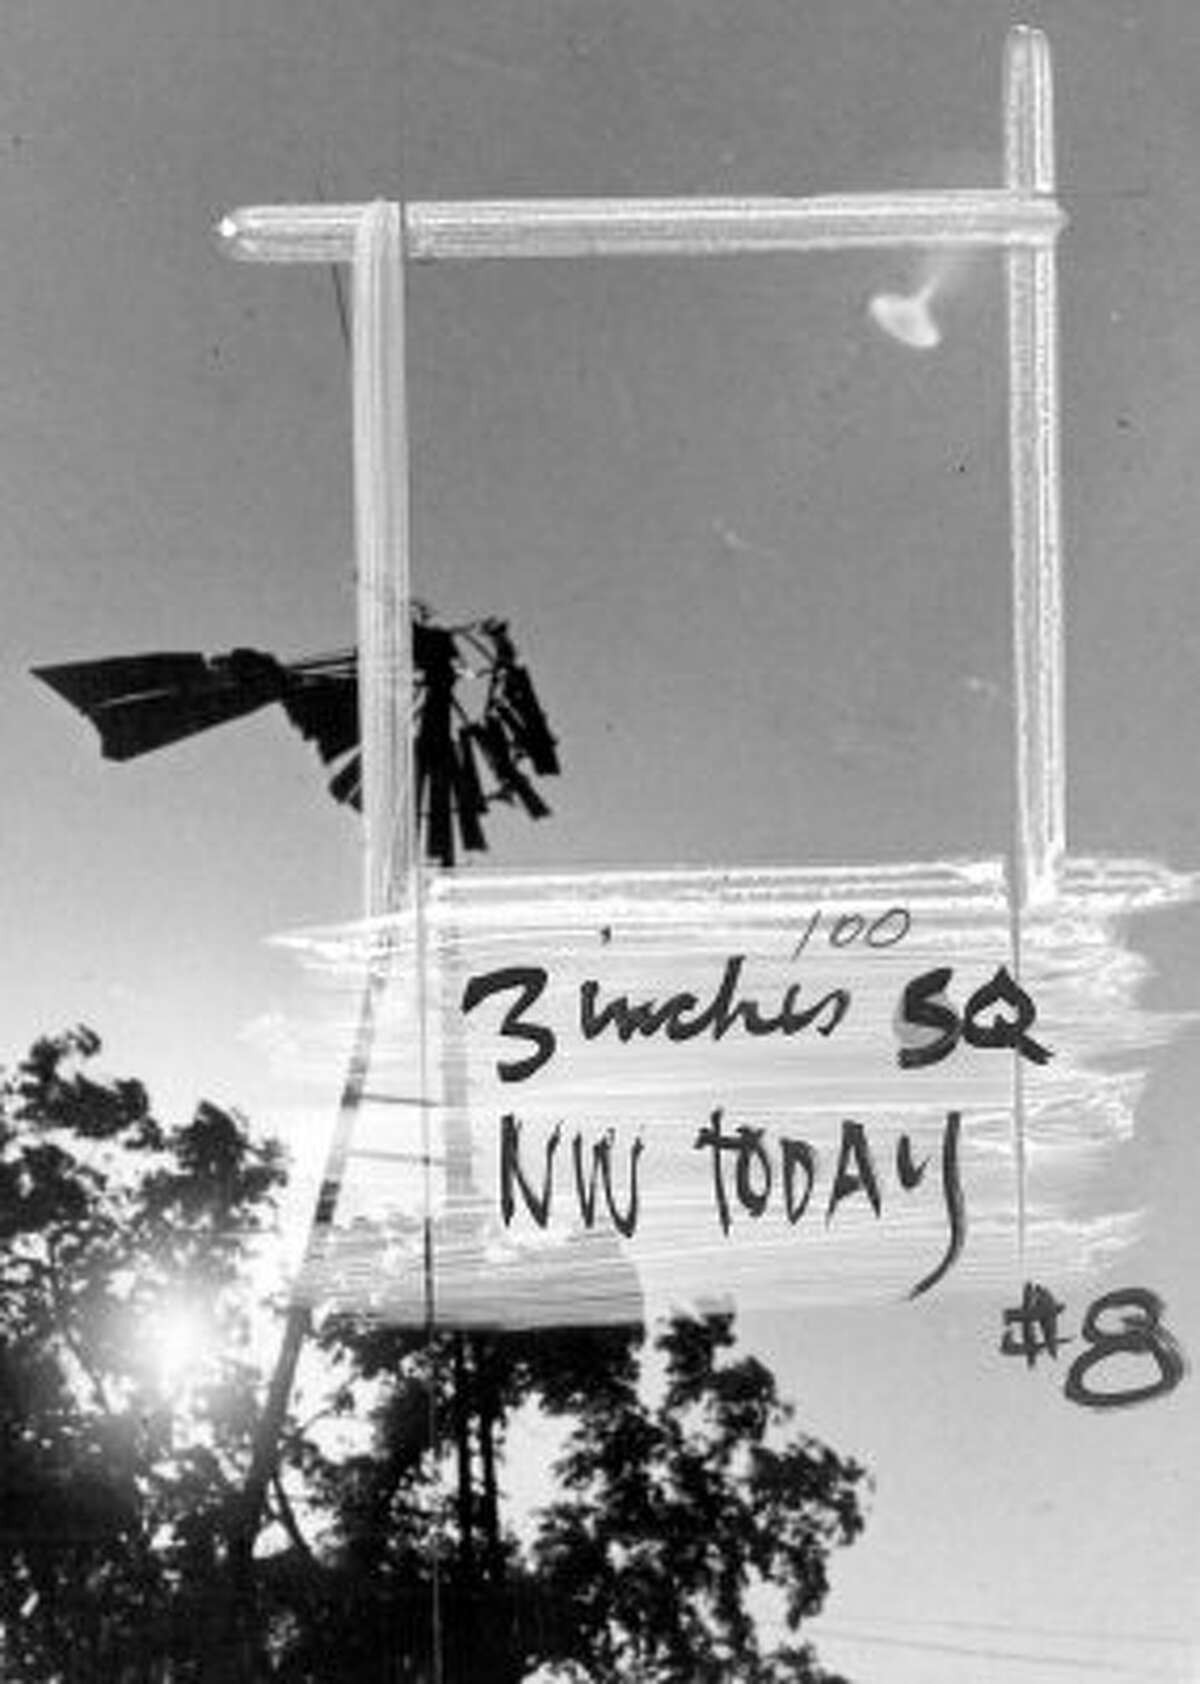 100
3 inches SQ
NW TODAY
#8